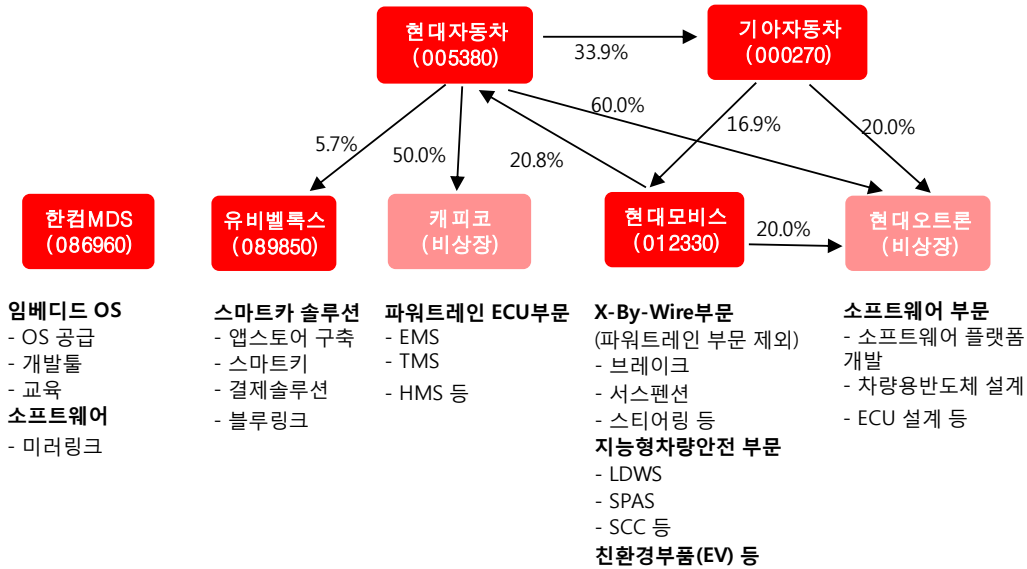 현대자동차
(005380)
기아자동차
(000270)
33.9%
60.0%
16.9%
20.0%
5.7%
50.0%
20.8%
한컴MDS
(086960)
유비벨록스
(089850)
캐피코
(비상장)
현대모비스
(012330)
20.0%
현대오트론
(비상장)
임베디드 OS
- OS 공급
- 개발툴
- 교육
소프트웨어
- 미러링크
스마트카 솔루션
- 앱스토어 구축
- 스마트키
- 결제솔루션
- 블루링크
파워트레인 ECU부문
- EMS
- TMS
- HMS 등
X-By-Wire부문
(파워트레인 부문 제외)
- 브레이크
- 서스펜션
- 스티어링 등
지능형차량안전 부문
- LDWS
- SPAS
- SCC 등
친환경부품(EV) 등
소프트웨어 부문
- 소프트웨어 플랫폼
개발
- 차량용반도체 설계
- ECU 설계 등